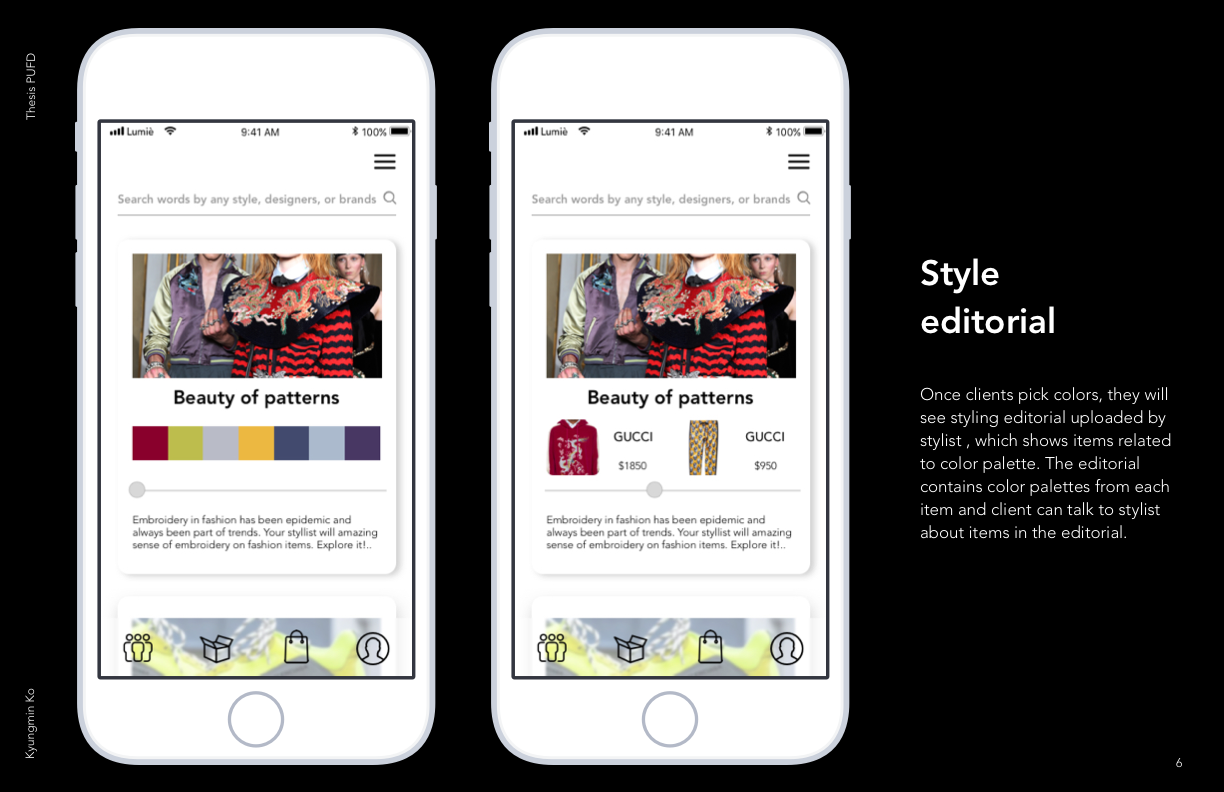 Thesis PUFD
Kyungmin Ko
Lumiè 9:41 AM 100%
Search words by any style, designers, or brands
Beauty of patterns
Embroidery in fashion has been epidemic and
always been part of trends. Your styllist will amazing
sense of embroidery on fashion items. Explore it!..
Lumiè 9:41 AM 100%
Search words by any style, designers, or brands
Beauty of patterns
GUCCI GUCCI
$1850 $950
Embroidery in fashion has been epidemic and
always been part of trends. Your styllist will amazing
sense of embroidery on fashion items. Explore it!..
Style
editorial
Once clients pick colors, they will
see styling editorial uploaded by
stylist , which shows items related
to color palette. The editorial
contains color palettes from each
item and client can talk to stylist
about items in the editorial.
6